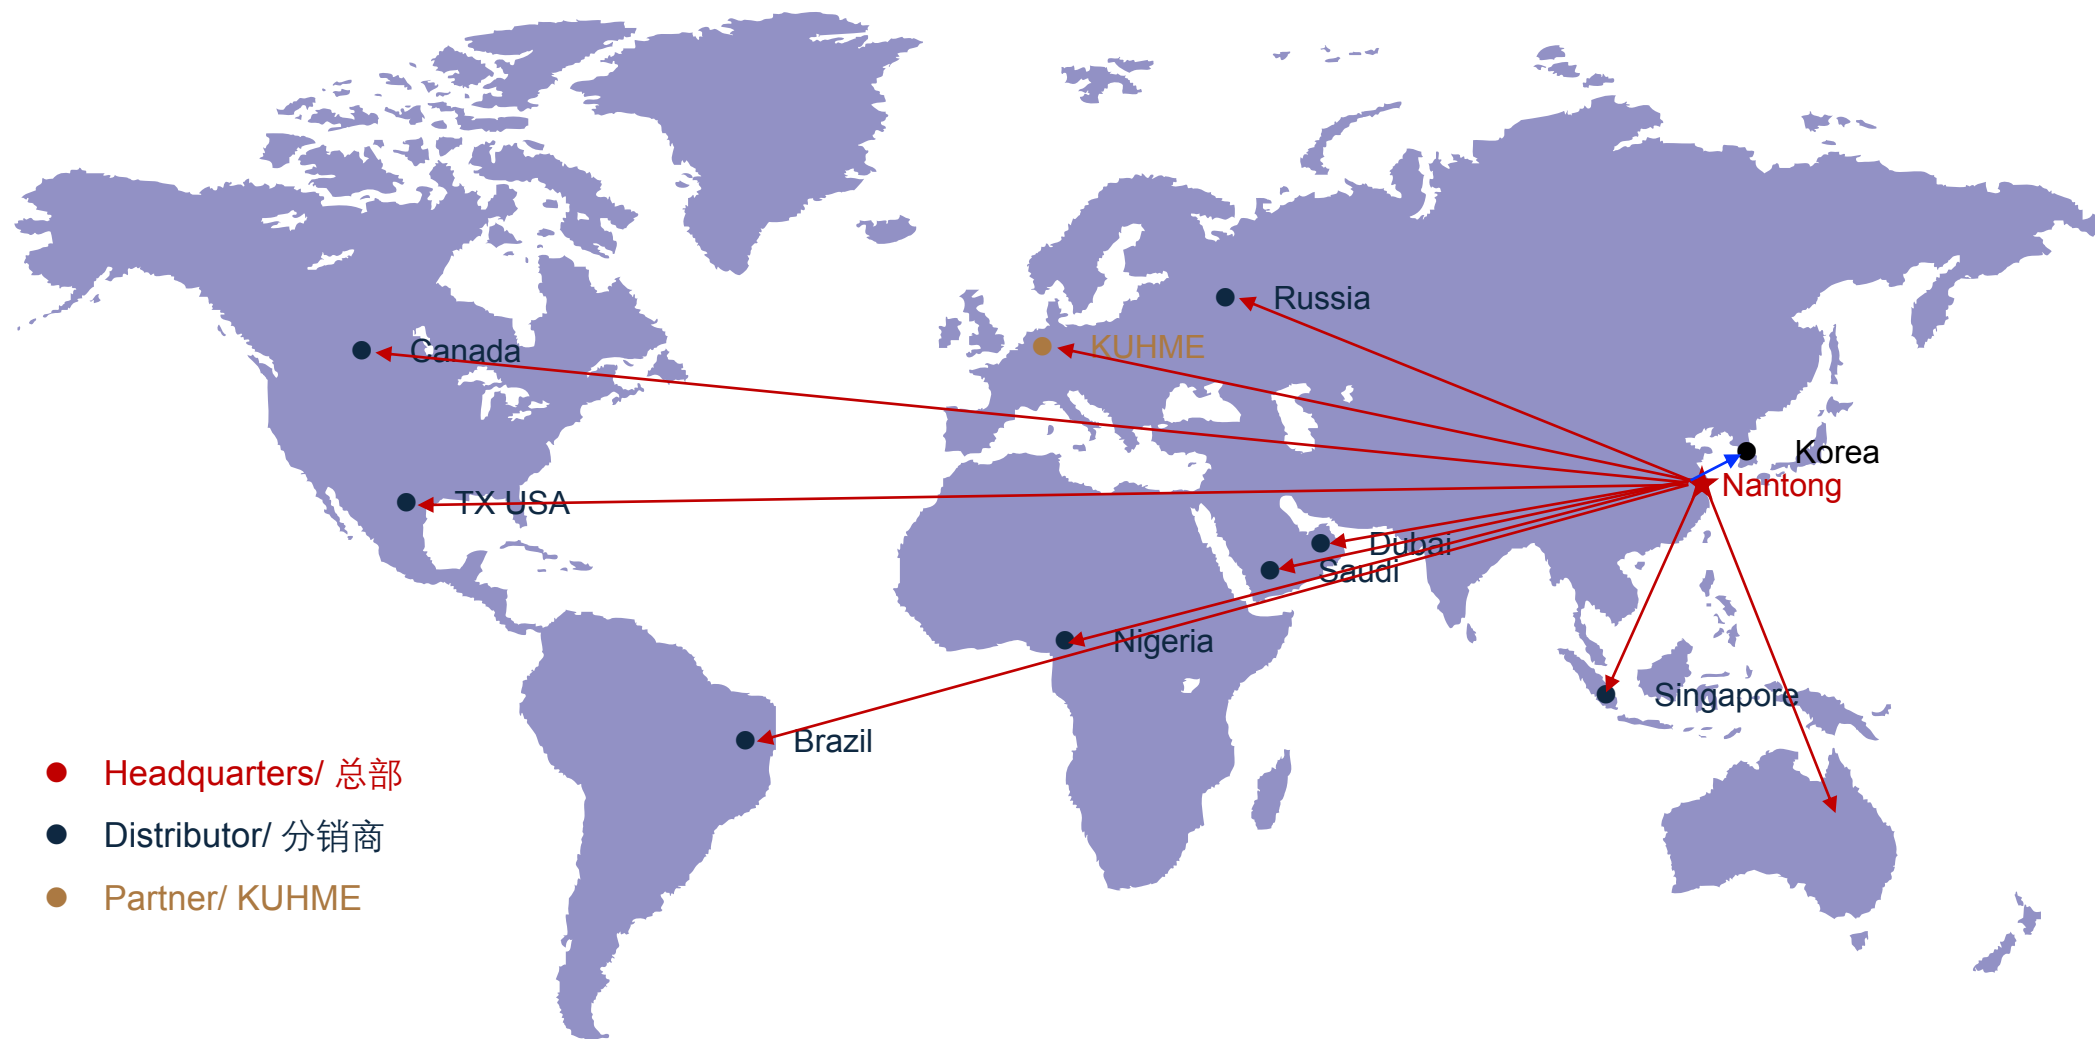 Russia
KUHME
Canada
Korea
Nantong
TX USA
Dubai
Saudi
Nigeria
Singapore
Brazil
Headquarters/ 总部
Distributor/ 分销商
Partner/ KUHME